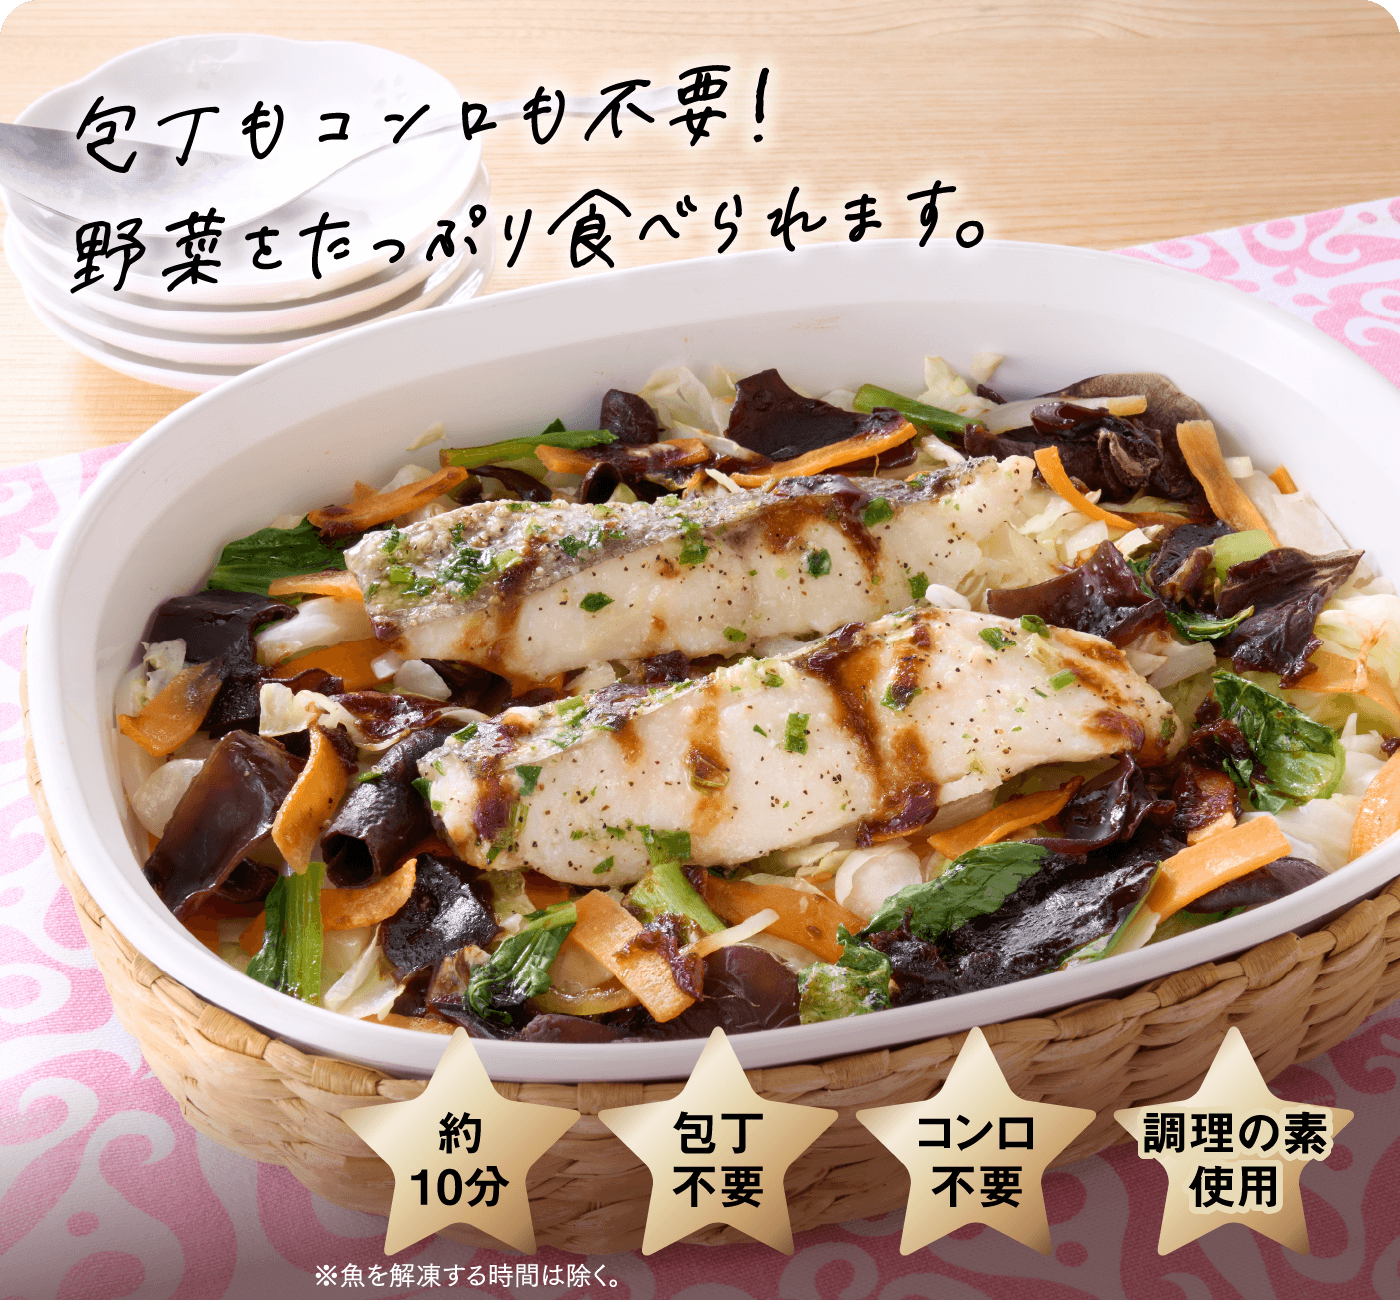 包丁もコンロも不要！
野菜をたっぷり食べられます。
約
10分
包丁
不要
コンロ
不要
調理の素
使用
※魚を解凍する時間は除く。